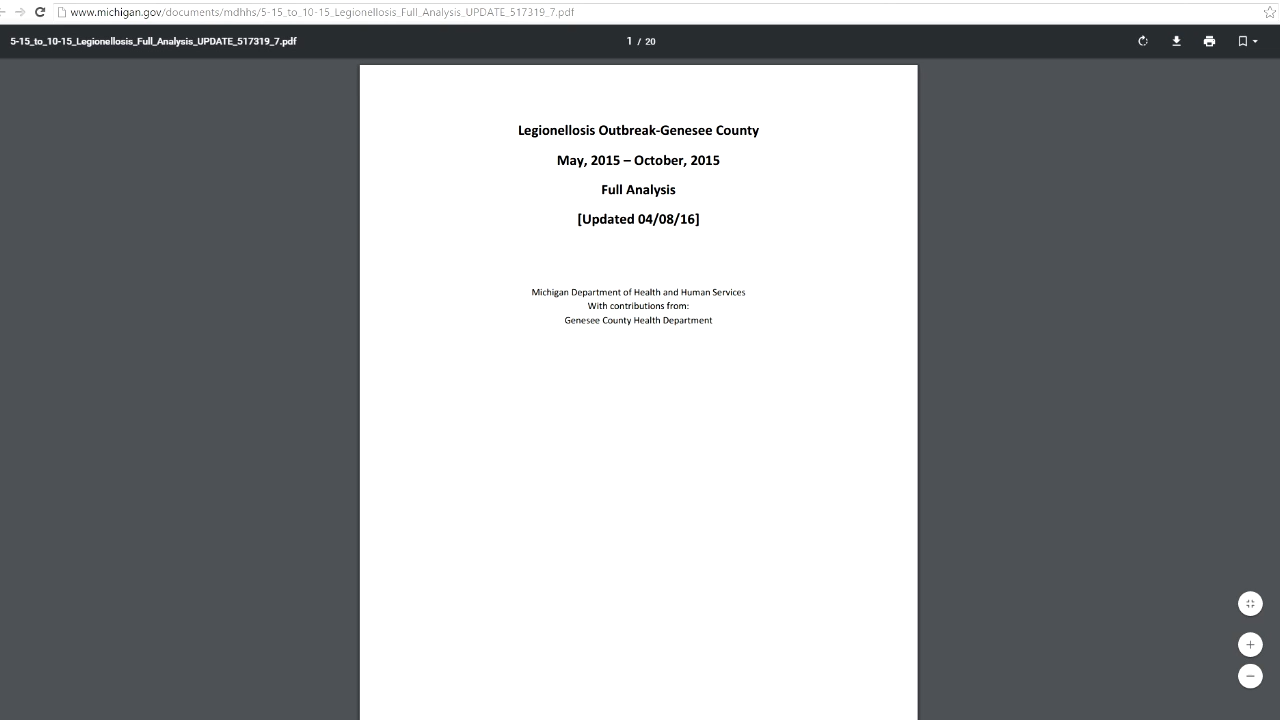 www.michigan.gov/documents/mdhhs/5-15_to_10-15_Legionellosis_Full_Analysis_UPDATE_517319_7.pdf
5-15_to_10-15_Legionellosis_Full_Analysis_UPDATE_517319_7.pdf 1 / 20
Legionellosis Outbreak-Genesee County
May, 2015 – October, 2015
Full Analysis
[Updated 04/08/16]
Michigan Department of Health and Human Services
With contributions from:
Genesee County Health Department